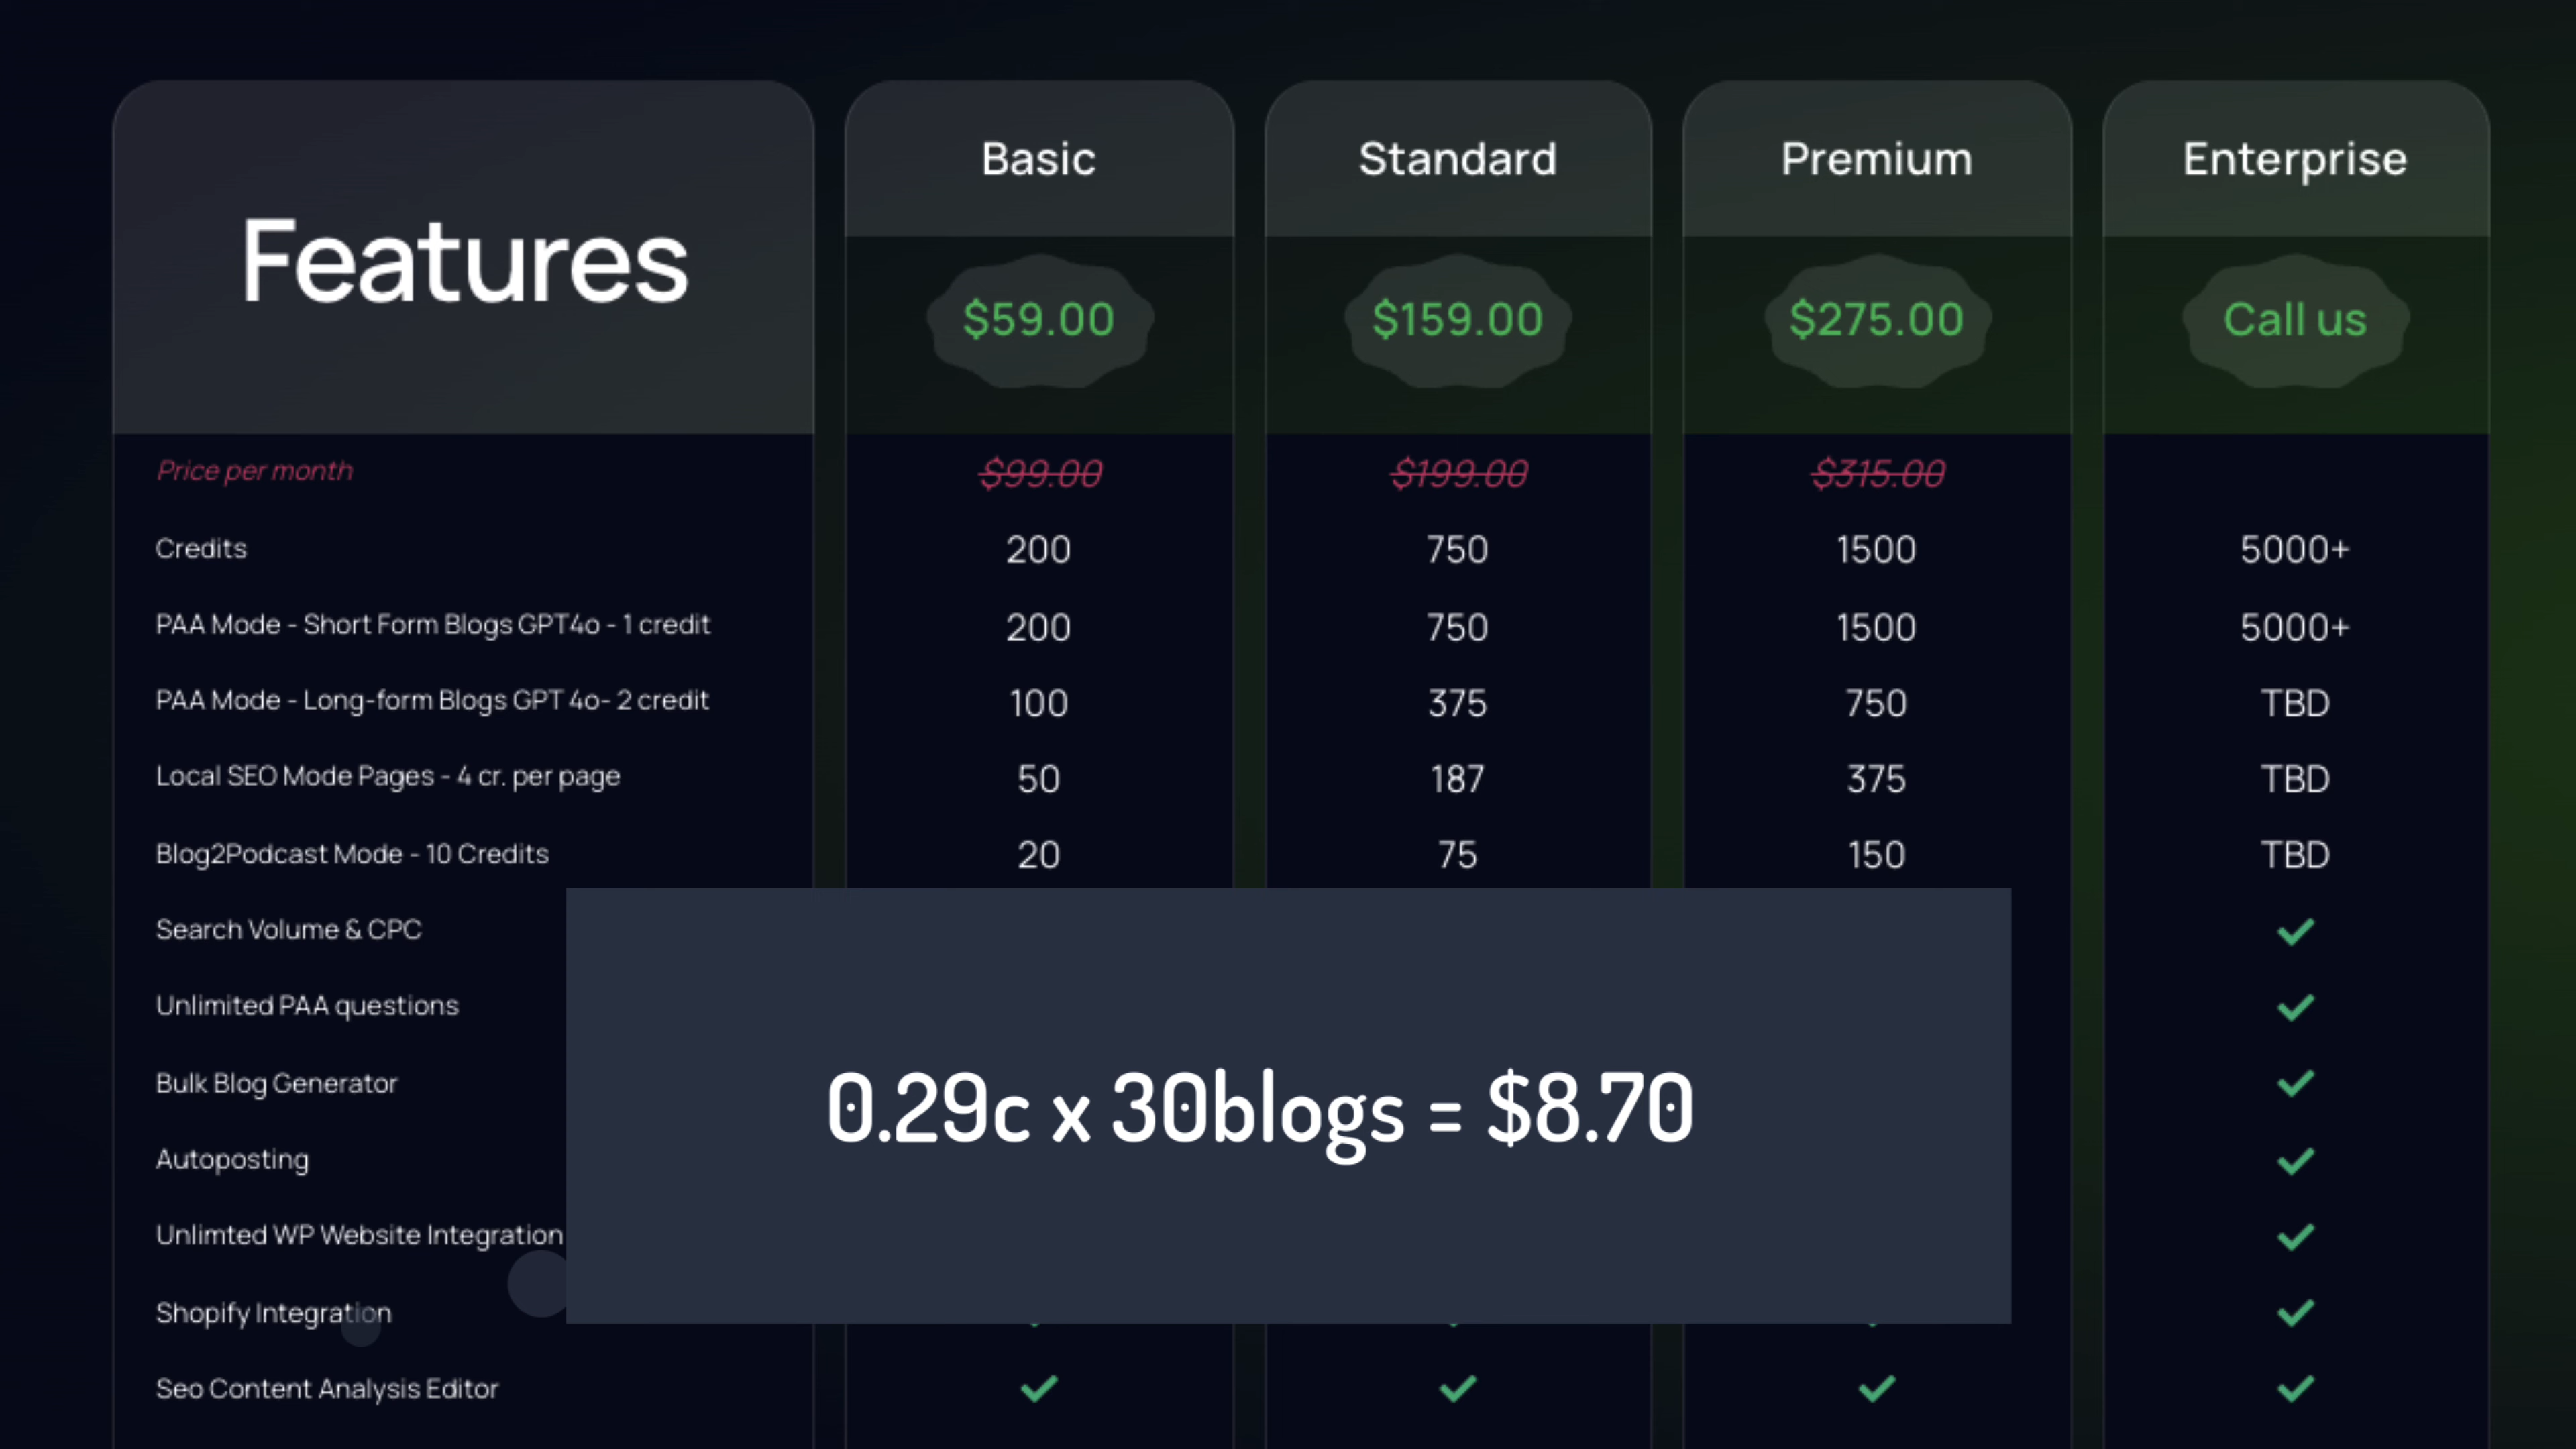 Features Basic Standard Premium Enterprise
$59.00 $159.00 $275.00 Call us
Price per month $99.00 $199.00 $315.00
Credits 200 750 1500 5000+
PAA Mode - Short Form Blogs GPT4o - 1 credit 200 750 1500 5000+
PAA Mode - Long-form Blogs GPT 4o- 2 credit 100 375 750 TBD
Local SEO Mode Pages - 4 cr. per page 50 187 375 TBD
Blog2Podcast Mode - 10 Credits 20 75 150 TBD
Search Volume & CPC
Unlimited PAA questions
Bulk Blog Generator
0.29c x 30blogs = $8.70
Autoposting
Unlimted WP Website Integration
Shopify Integration
Seo Content Analysis Editor